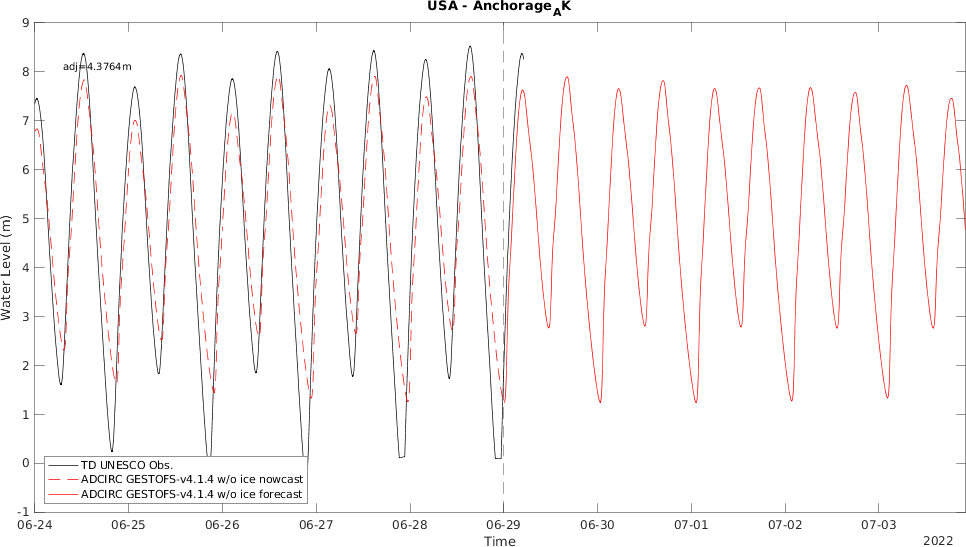 USA - Anchorage_AK
9
8
7
6
5
4
3
2
1
0
-1
Water Level (m)
adj=4.3764m
TD UNESCO Obs.
ADCIRC GESTOFS-v4.1.4 w/o ice nowcast
ADCIRC GESTOFS-v4.1.4 w/o ice forecast
06-24 06-25 06-26 06-27 06-28 06-29 06-30 07-01 07-02 07-03
Time
2022